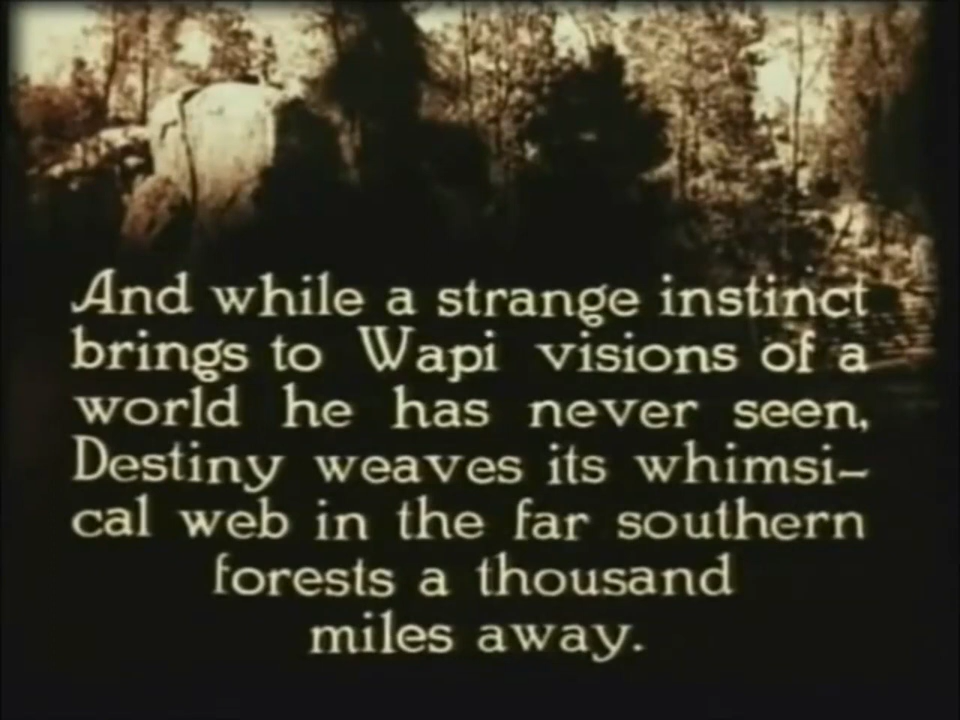 And while a strange instinct
brings to Wapi visions of a
world he has never seen,
Destiny weaves its whimsi-
cal web in the far southern
forests a thousand
miles away.